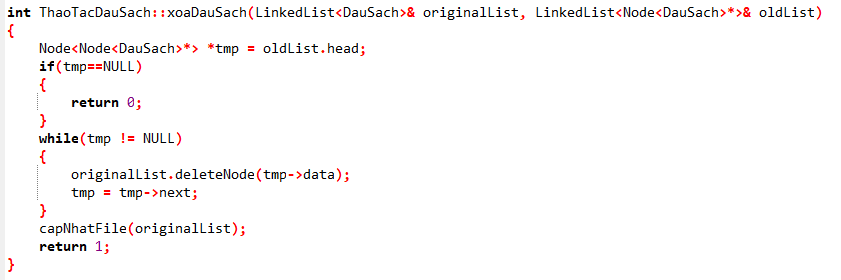 int ThaoTacDauSach::xoaDauSach(LinkedList<DauSach>& originalList, LinkedList<Node<DauSach>*>& oldList)
{
    Node<Node<DauSach>*> *tmp = oldList.head;
    if(tmp==NULL)
    {
        return 0;
    }
    while(tmp != NULL)
    {
        originalList.deleteNode(tmp->data);
        tmp = tmp->next;
    }
    capNhatFile(originalList);
    return 1;
}